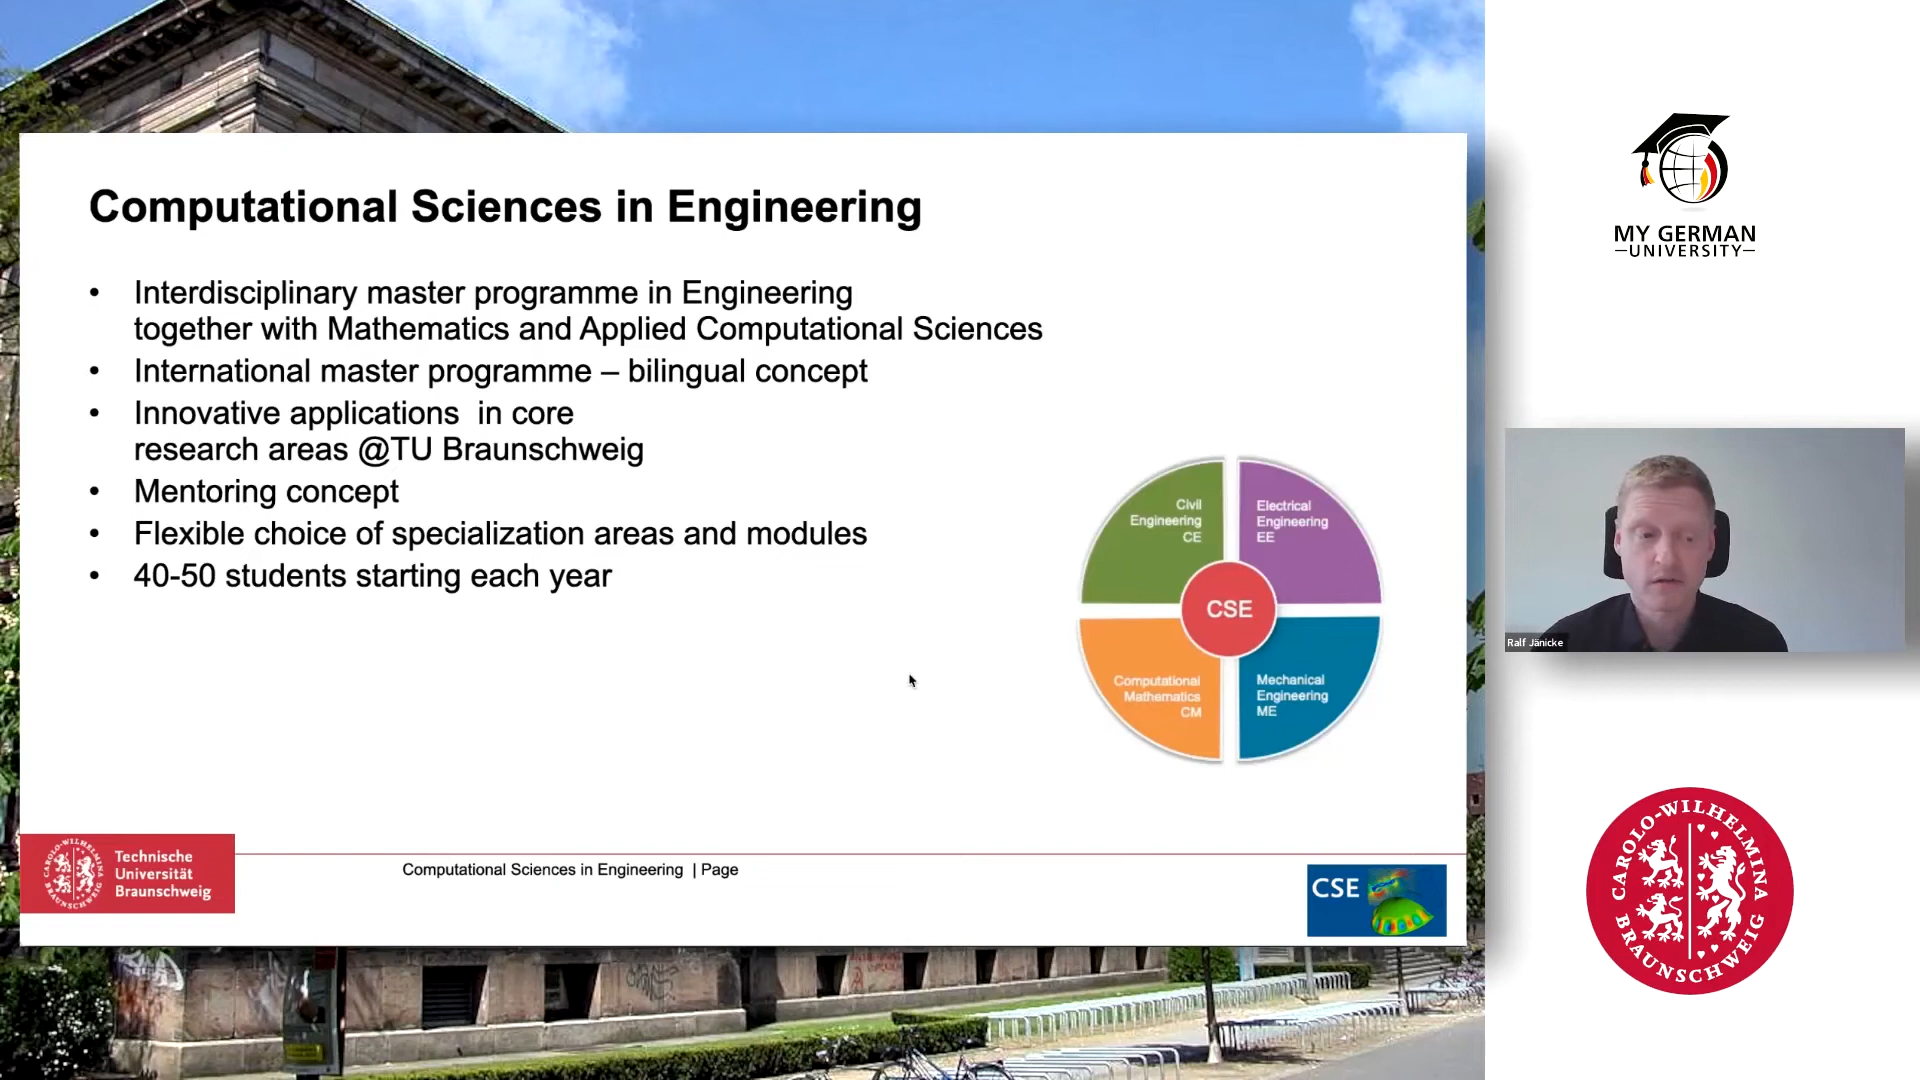 Computational Sciences in Engineering
• Interdisciplinary master programme in Engineering
together with Mathematics and Applied Computational Sciences
• International master programme – bilingual concept
• Innovative applications in core
research areas @TU Braunschweig
• Mentoring concept
• Flexible choice of specialization areas and modules
• 40-50 students starting each year
Civil
Engineering
CE
Electrical
Engineering
EE
CSE
Computational
Mathematics
CM
Mechanical
Engineering
ME
CAROLO-WILHELMINA
BRAUNSCHWEIG
Technische
Universität
Braunschweig
Computational Sciences in Engineering | Page
CSE
MY GERMAN
UNIVERSITY
Ralf Jänicke
CAROLO-WILHELMINA
BRAUNSCHWEIG